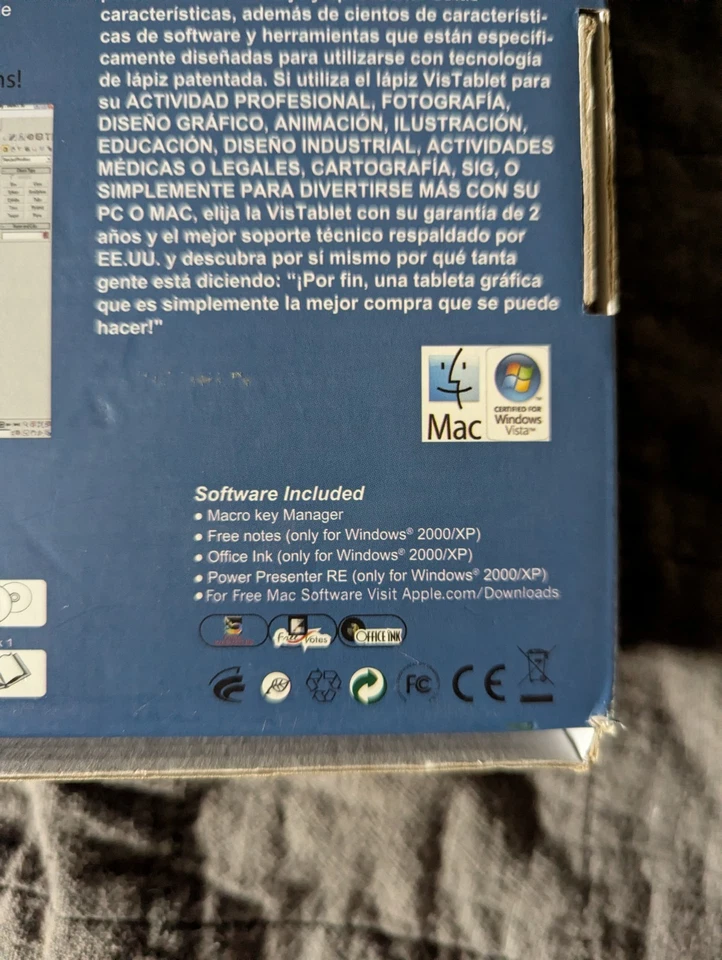 características, además de cientos de característi-
cas de software y herramientas que están específi-
camente diseñadas para utilizarse con tecnología
de lápiz patentada. Si utiliza el lápiz VisTablet para
su ACTIVIDAD PROFESIONAL, FOTOGRAFÍA,
DISEÑO GRÁFICO, ANIMACIÓN, ILUSTRACIÓN,
EDUCACIÓN, DISEÑO INDUSTRIAL, ACTIVIDADES
MÉDICAS O LEGALES, CARTOGRAFÍA, SIG, O
SIMPLEMENTE PARA DIVERTIRSE MÁS CON SU
PC O MAC, elija la VisTablet con su garantía de 2
años y el mejor soporte técnico respaldado por
EE.UU. y descubra por sí mismo por qué tanta
gente está diciendo: "¡Por fin, una tableta gráfica
que es simplemente la mejor compra que se puede
hacer!"
Mac
CERTIFIED FOR
Windows
Vista™
Software Included
• Macro key Manager
• Free notes (only for Windows® 2000/XP)
• Office Ink (only for Windows® 2000/XP)
• Power Presenter RE (only for Windows® 2000/XP)
• For Free Mac Software Visit Apple.com/Downloads
Free Notes
OFFICE INK
FC CE